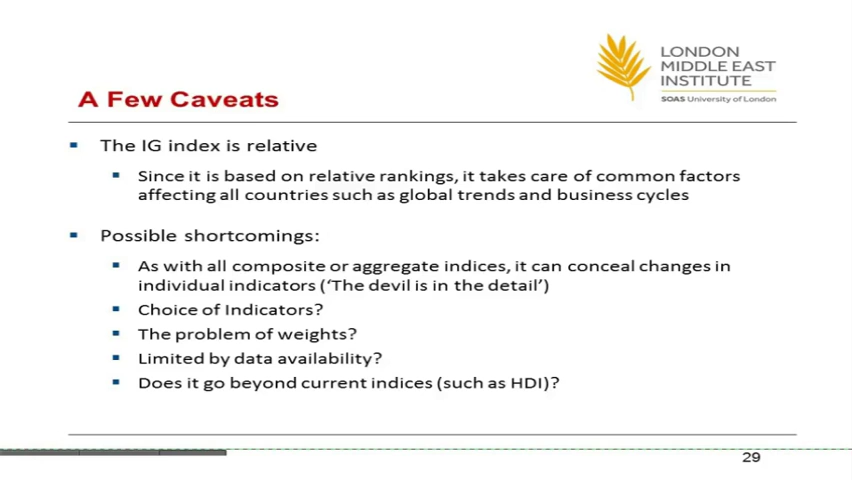 LONDON
MIDDLE EAST
INSTITUTE
SOAS University of London
A Few Caveats
The IG index is relative
Since it is based on relative rankings, it takes care of common factors
affecting all countries such as global trends and business cycles
Possible shortcomings:
As with all composite or aggregate indices, it can conceal changes in
individual indicators (‘The devil is in the detail’)
Choice of Indicators?
The problem of weights?
Limited by data availability?
Does it go beyond current indices (such as HDI)?
29